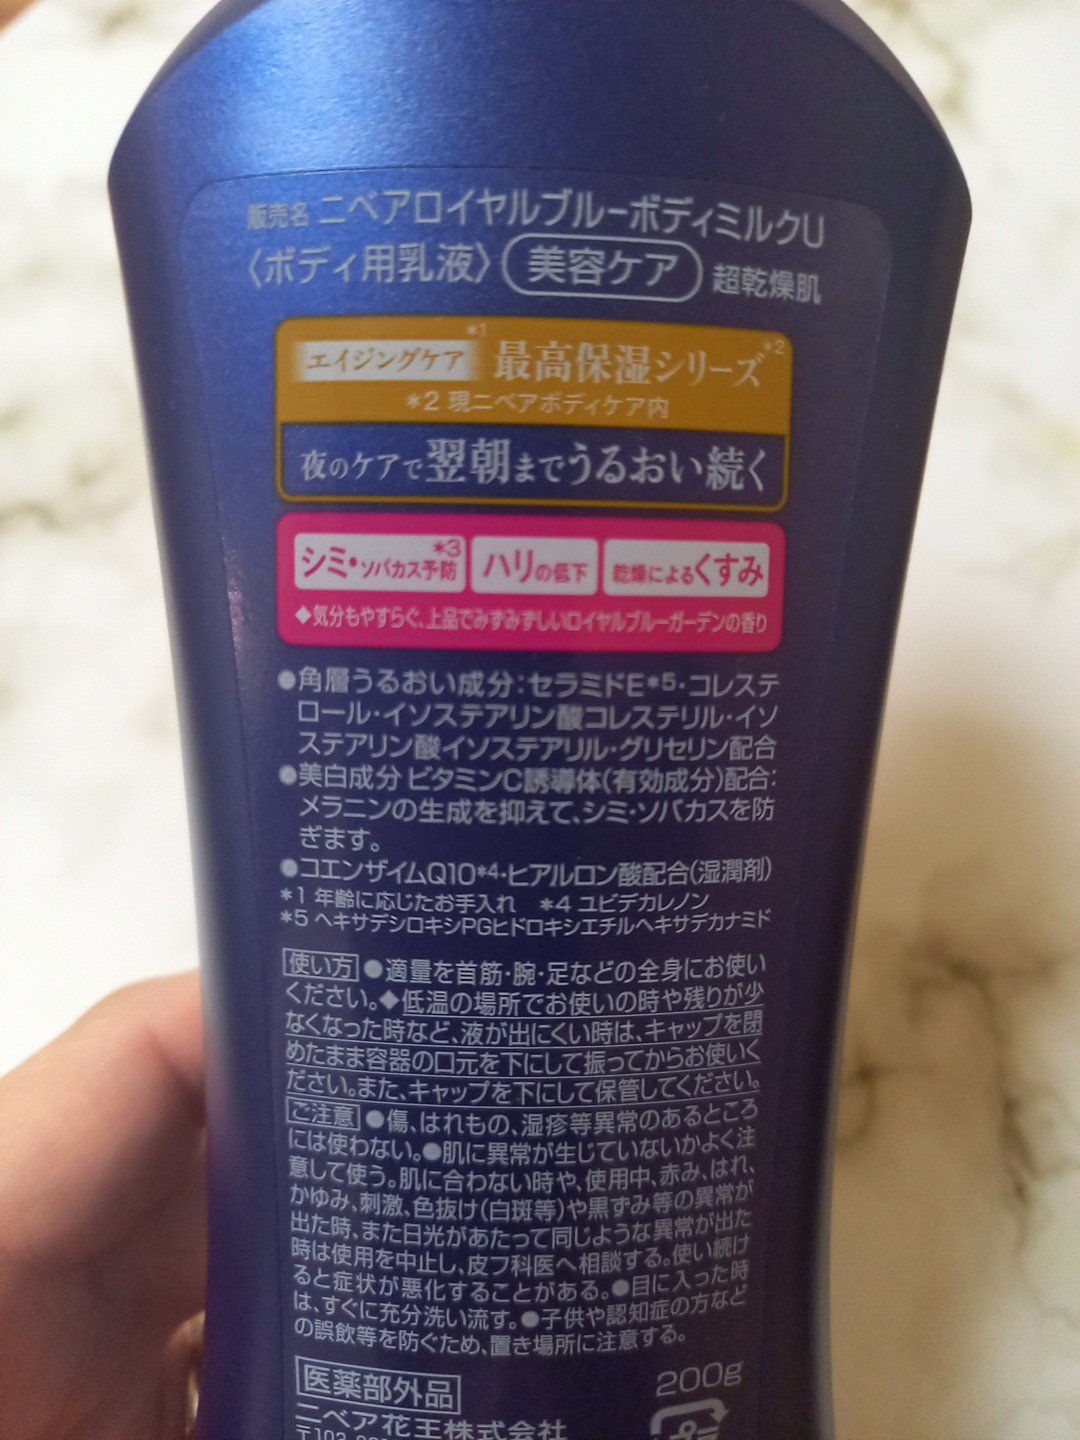 販売名 ニベアロイヤルブルーボディミルクU
〈ボディ用乳液〉 美容ケア 超乾燥肌
エイジングケア*1 最高保湿シリーズ*2
*2 現ニベアボディケア内
夜のケアで翌朝までうるおい続く
シミ・ソバカス予防*3 ハリの低下 乾燥によるくすみ
◆気分もやすらぐ、上品でみずみずしいロイヤルブルーガーデンの香り
●角層うるおい成分:セラミドE*5・コレステ
ロール・イソステアリン酸コレステリル・イソ
ステアリン酸イソステアリル・グリセリン配合
●美白成分 ビタミンC誘導体(有効成分)配合:
メラニンの生成を抑えて、シミ・ソバカスを防
ぎます。
●コエンザイムQ10*4・ヒアルロン酸配合(湿潤剤)
*1 年齢に応じたお手入れ *4 ユビデカレノン
*5 ヘキサデシロキシPGヒドロキシエチルヘキサデカナミド
使い方 ●適量を首筋・腕・足などの全身にお使い
ください。◆低温の場所でお使いの時や残りが少
なくなった時など、液が出にくい時は、キャップを閉
めたまま容器の口元を下にして振ってからお使いく
ださい。また、キャップを下にして保管してください。
ご注意 ●傷、はれもの、湿疹等異常のあるところ
には使わない。●肌に異常が生じていないかよく注
意して使う。肌に合わない時や、使用中、赤み、はれ、
かゆみ、刺激、色抜け(白斑等)や黒ずみ等の異常が
出た時、また日光があたって同じような異常が出た
時は使用を中止し、皮フ科医へ相談する。使い続け
ると症状が悪化することがある。●目に入った時
は、すぐに充分洗い流す。●子供や認知症の方など
の誤飲等を防ぐため、置き場所に注意する。
医薬部外品 200g
ニベア花王株式会社